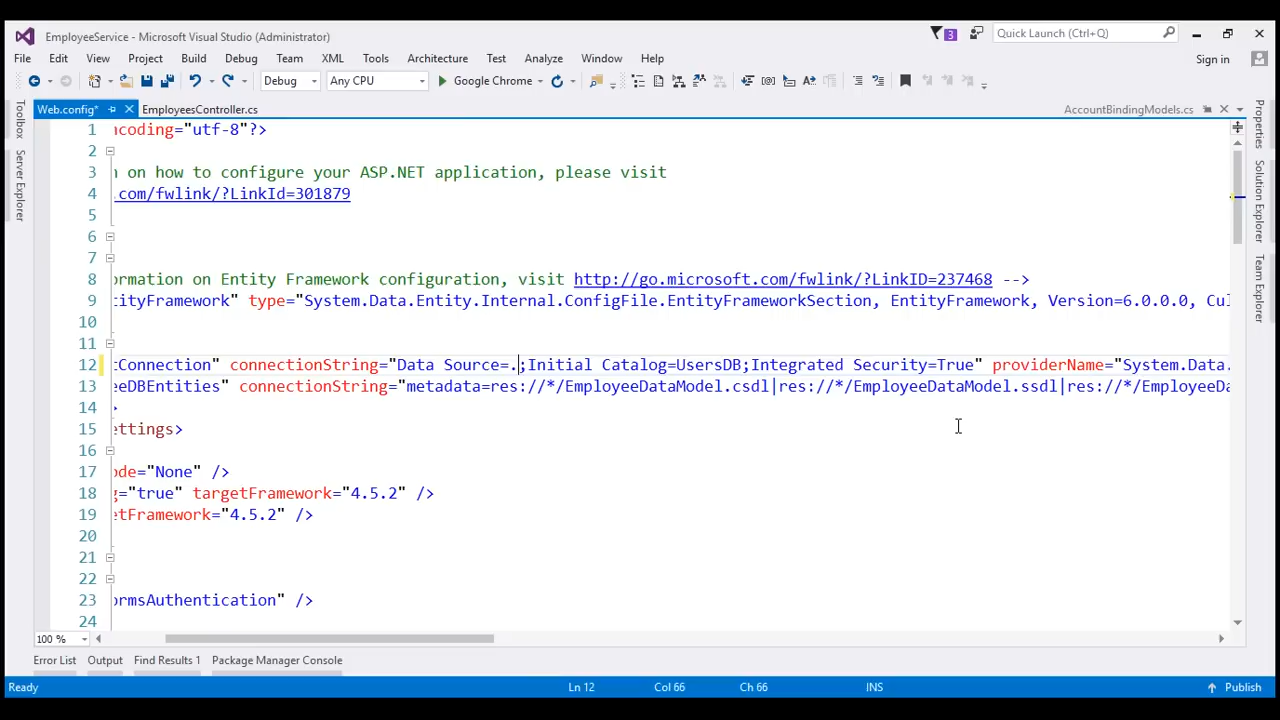 EmployeeService - Microsoft Visual Studio (Administrator)
3
Quick Launch (Ctrl+Q)
File Edit View Project Build Debug Team XML Tools Architecture Test Analyze Window Help
Sign in
Debug Any CPU Google Chrome
Web.config* EmployeesController.cs AccountBindingModels.cs
Toolbox
Server Explorer
Properties
Solution Explorer
Team Explorer
1 ncoding="utf-8"?>
2
3 n on how to configure your ASP.NET application, please visit
4 .com/fwlink/?LinkId=301879
5
6
7
8 ormation on Entity Framework configuration, visit http://go.microsoft.com/fwlink/?LinkID=237468 -->
9 tityFramework" type="System.Data.Entity.Internal.ConfigFile.EntityFrameworkSection, EntityFramework, Version=6.0.0.0, Cul
10
11
12 tConnection" connectionString="Data Source=.;Initial Catalog=UsersDB;Integrated Security=True" providerName="System.Data.
13 eeDBEntities" connectionString="metadata=res://*/EmployeeDataModel.csdl|res://*/EmployeeDataModel.ssdl|res://*/EmployeeDa
14 >
15 ettings>
16
17 ode="None" />
18 g="true" targetFramework="4.5.2" />
19 etFramework="4.5.2" />
20
21
22
23 ormsAuthentication" />
24
100 %
Error List Output Find Results 1 Package Manager Console
Ready Ln 12 Col 66 Ch 66 INS Publish